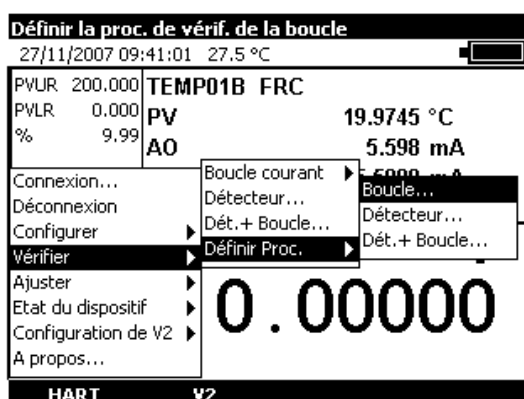 Définir la proc. de vérif. de la boucle
27/11/2007 09:41:01 27.5 °C
PVUR 200.000 TEMP01B FRC
PVLR 0.000 PV 19.9745 °C
% 9.99 AO 5.598 mA
Connexion...
Déconnexion
Configurer
Vérifier
Ajuster
Etat du dispositif
Configuration de V2
A propos...
Boucle courant
Détecteur...
Dét.+ Boucle...
Définir Proc.
Boucle...
Détecteur...
Dét.+ Boucle...
0.00000
HART V2